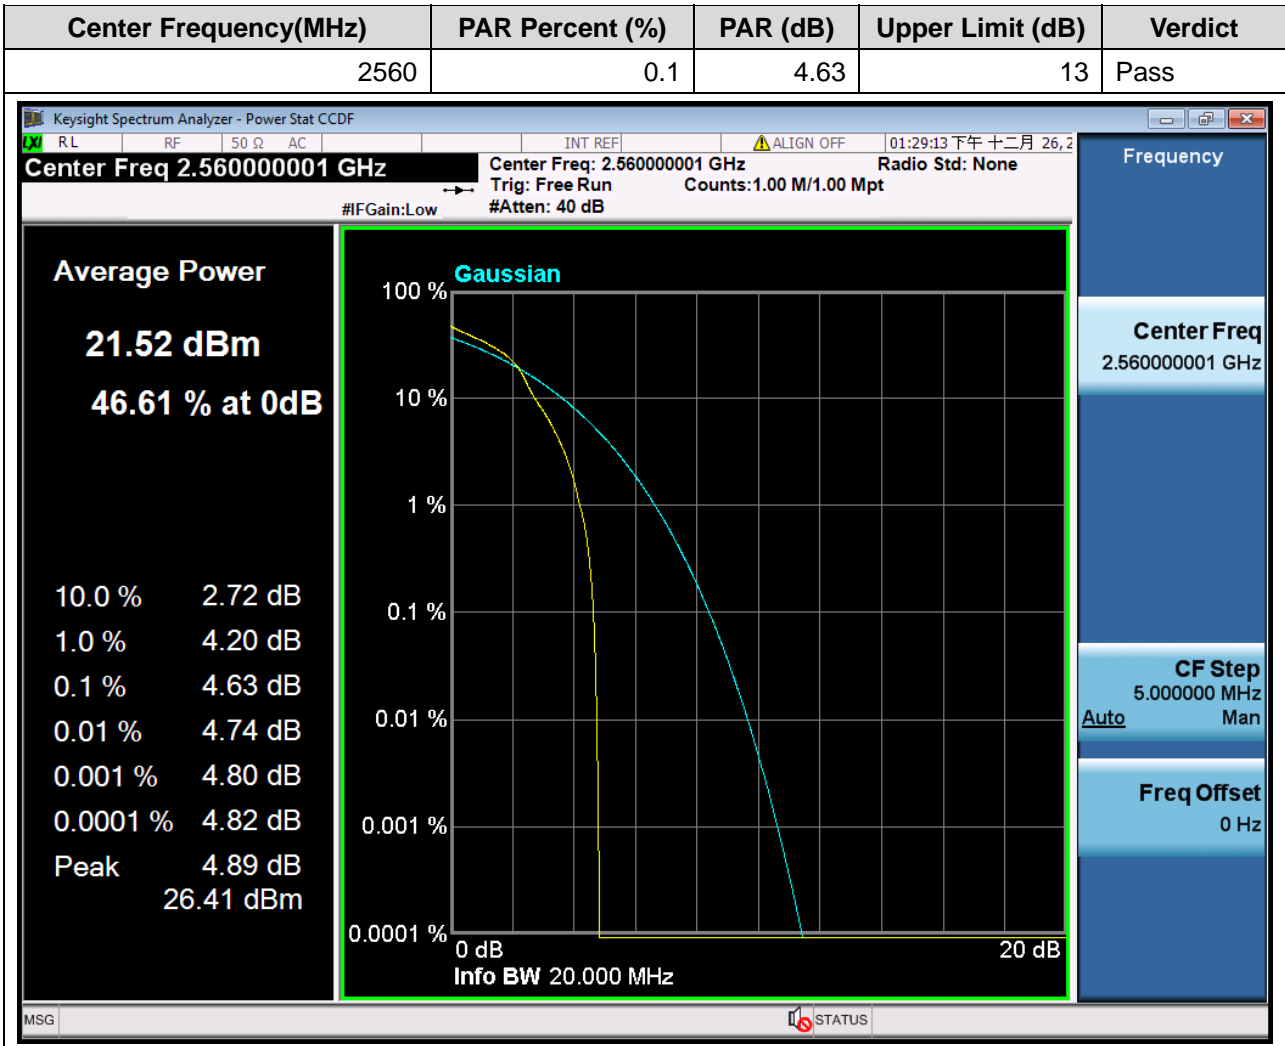 Center Frequency(MHz) PAR Percent (%) PAR (dB) Upper Limit (dB) Verdict
2560 0.1 4.63 13 Pass
Keysight Spectrum Analyzer - Power Stat CCDF
LXI RL RF 50 Ω AC INT REF ALIGN OFF 01:29:13 下午 十二月 26, 2
Center Freq 2.560000001 GHz
Center Freq: 2.560000001 GHz Radio Std: None
Trig: Free Run Counts:1.00 M/1.00 Mpt
#IFGain:Low #Atten: 40 dB
Average Power
21.52 dBm
46.61 % at 0dB
10.0 % 2.72 dB
1.0 % 4.20 dB
0.1 % 4.63 dB
0.01 % 4.74 dB
0.001 % 4.80 dB
0.0001 % 4.82 dB
Peak 4.89 dB
26.41 dBm
Gaussian
100 %
10 %
1 %
0.1 %
0.01 %
0.001 %
0.0001 %
0 dB 20 dB
Info BW 20.000 MHz
Frequency
Center Freq
2.560000001 GHz
CF Step
5.000000 MHz
Auto Man
Freq Offset
0 Hz
MSG STATUS